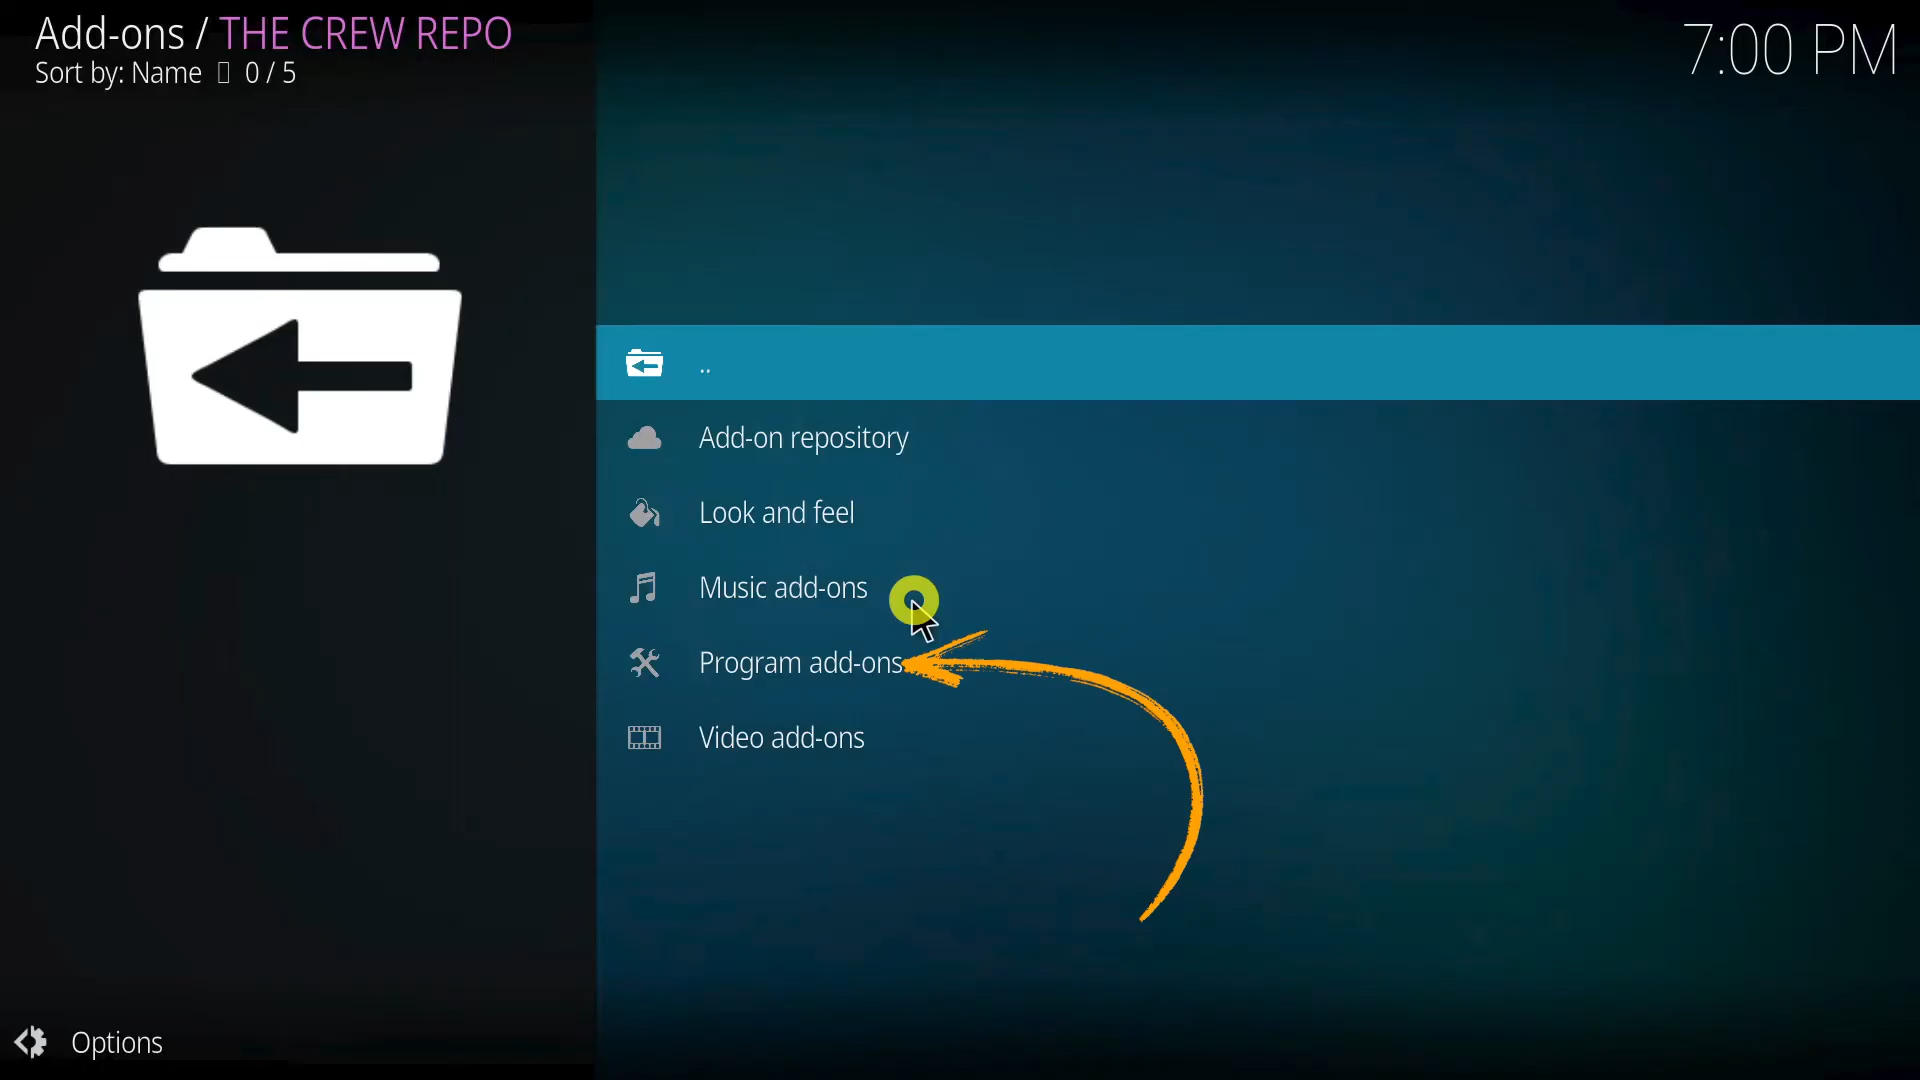 Add-ons / THE CREW REPO
Sort by: Name 0 / 5
7:00 PM
..
Add-on repository
Look and feel
Music add-ons
Program add-ons
Video add-ons
Options